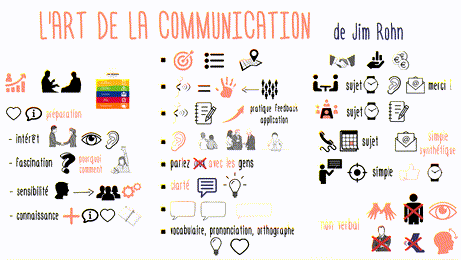 L'ART DE LA COMMUNICATION
de Jim Rohn
préparation
- intérêt
- fascination
? pourquoi
comment
- sensibilité
- connaissance
=
=
pratique feedback
application
parlez avec les gens
clarté
vocabulaire, prononciation, orthographe
sujet
merci !
sujet
sujet
simple
synthétique
simple
non verbal